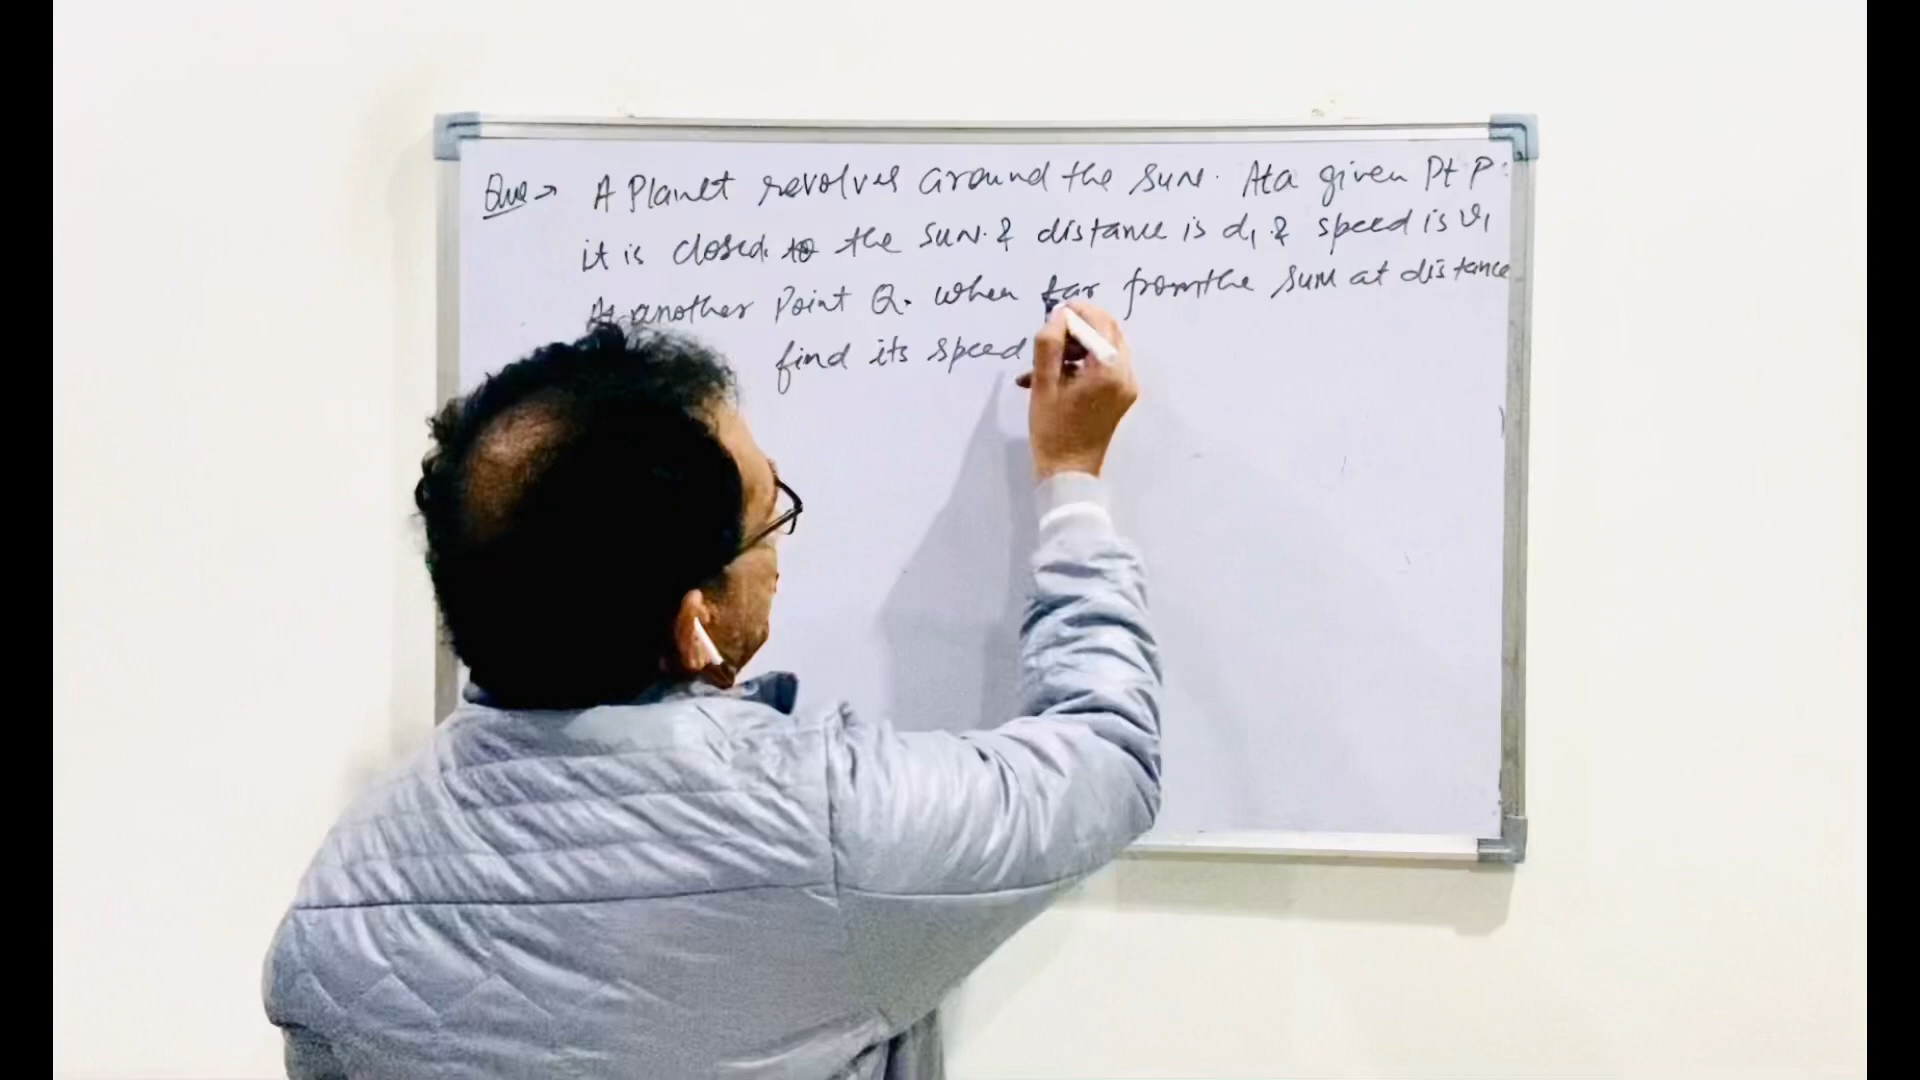 Que → A Planet revolves around the sun. At a given Pt P.
it is closed to the sun. & distance is d₁ & speed is v₁
At another Point Q. when far from the sun at distance
find its speed